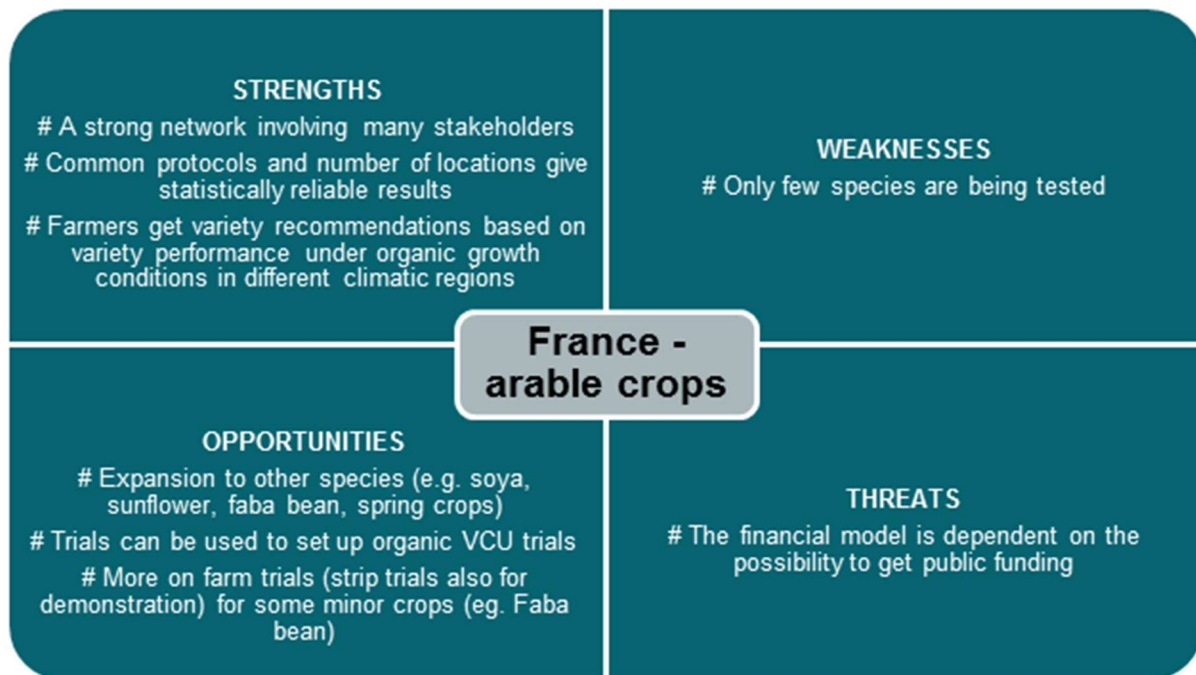 STRENGTHS
# A strong network involving many stakeholders
# Common protocols and number of locations give
statistically reliable results
# Farmers get variety recommendations based on
variety performance under organic growth
conditions in different climatic regions
WEAKNESSES
# Only few species are being tested
France -
arable crops
OPPORTUNITIES
# Expansion to other species (e.g. soya,
sunflower, faba bean, spring crops)
# Trials can be used to set up organic VCU trials
# More on farm trials (strip trials also for
demonstration) for some minor crops (eg. Faba
bean)
THREATS
# The financial model is dependent on the
possibility to get public funding